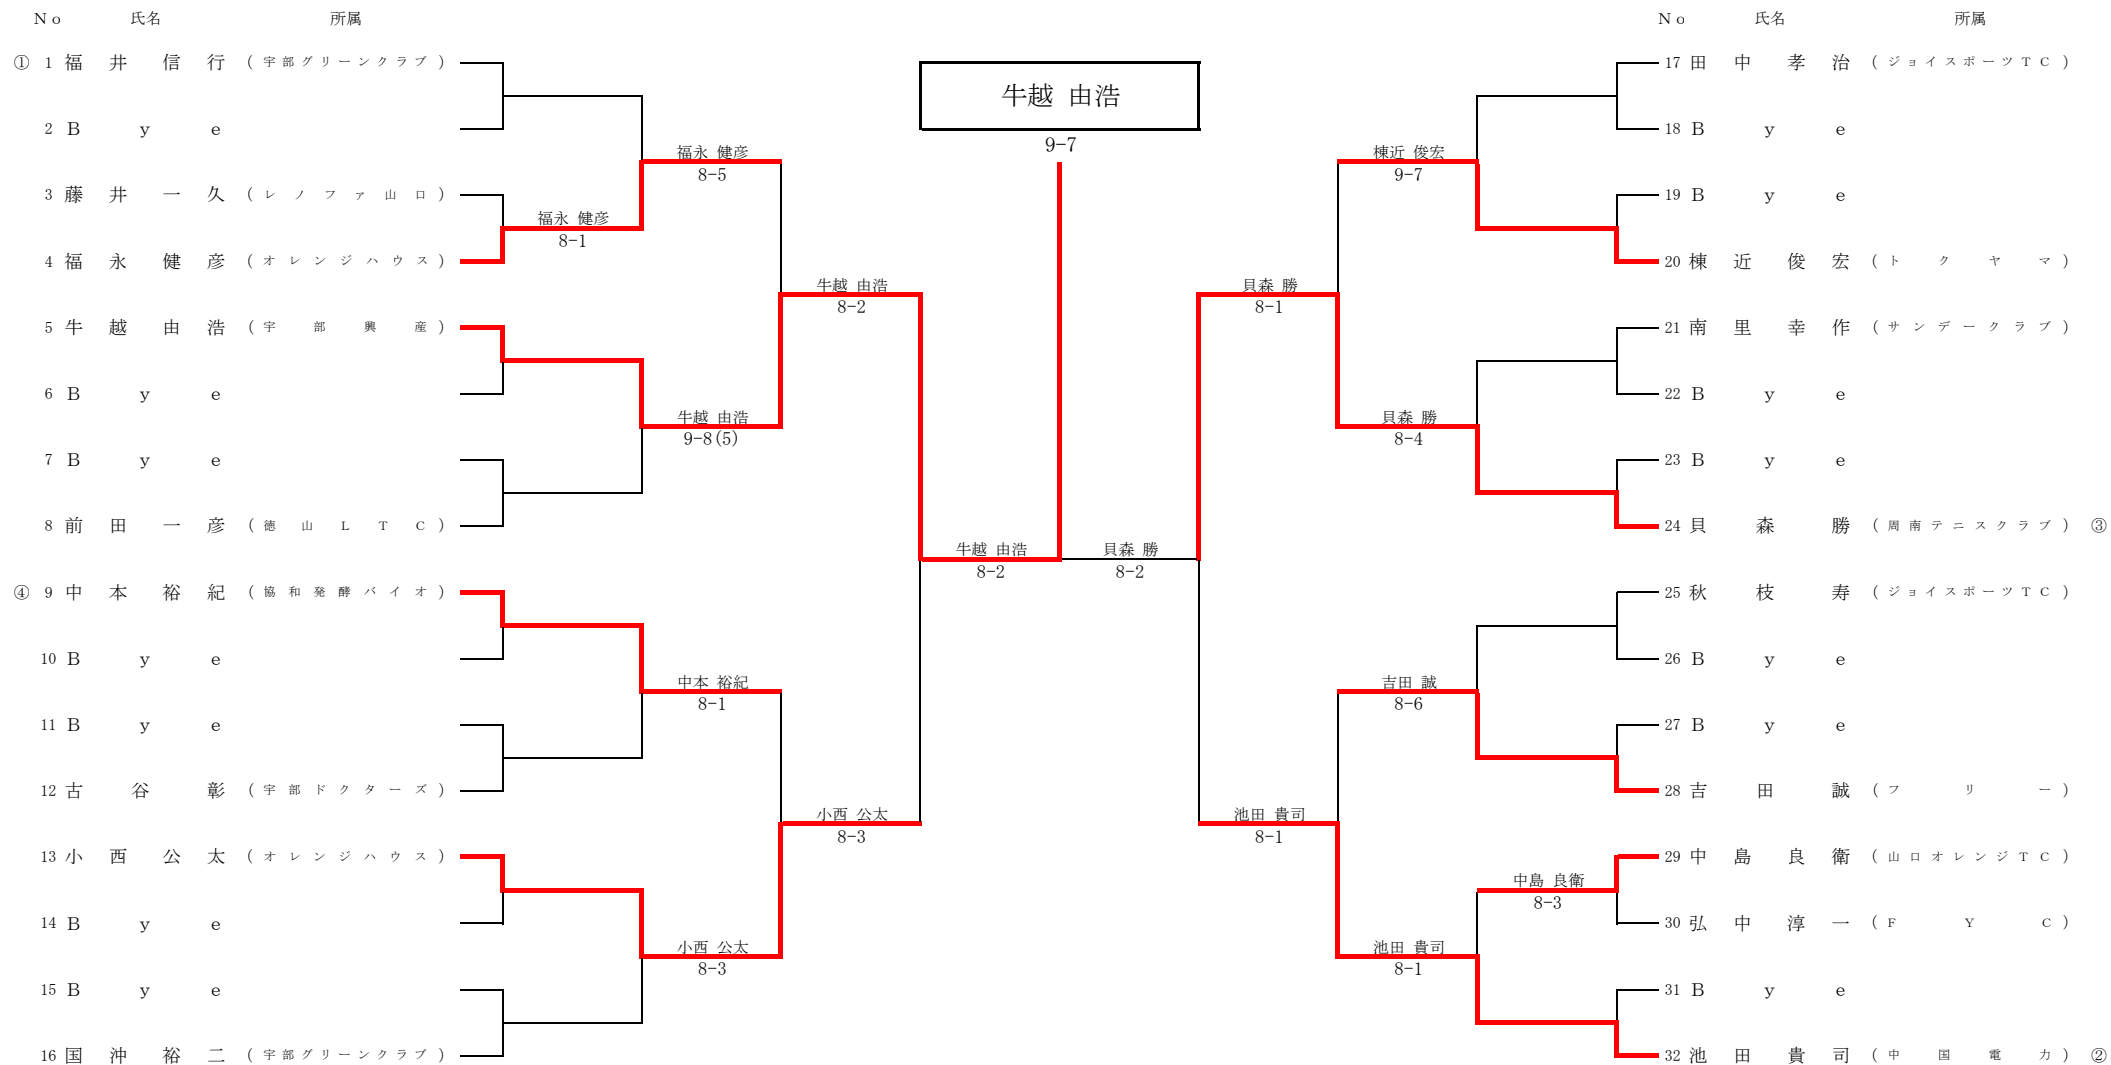 No 氏名 所属
① 1 福井信行 (宇部グリーンクラブ)
2 Bye
3 藤井一久 (レノファ山口)
4 福永健彦 (オレンジハウス)
5 牛越由浩 (宇部興産)
6 Bye
7 Bye
8 前田一彦 (徳山LTC)
④ 9 中本裕紀 (協和発酵バイオ)
10 Bye
11 Bye
12 古谷彰 (宇部ドクターズ)
13 小西公太 (オレンジハウス)
14 Bye
15 Bye
16 国沖裕二 (宇部グリーンクラブ)
福永 健彦
8-1
福永 健彦
8-5
牛越 由浩
9-8(5)
中本 裕紀
8-1
小西 公太
8-3
牛越 由浩
8-2
小西 公太
8-3
牛越 由浩
8-2
牛越 由浩
9-7
貝森 勝
8-2
貝森 勝
8-1
池田 貴司
8-1
棟近 俊宏
9-7
貝森 勝
8-4
吉田 誠
8-6
池田 貴司
8-1
中島 良衛
8-3
No 氏名 所属
17 田中孝治 (ジョイスポーツTC)
18 Bye
19 Bye
20 棟近俊宏 (トクヤマ)
21 南里幸作 (サンデークラブ)
22 Bye
23 Bye
24 貝森勝 (周南テニスクラブ) ③
25 秋枝寿 (ジョイスポーツTC)
26 Bye
27 Bye
28 吉田誠 (フリー)
29 中島良衛 (山口オレンジTC)
30 弘中淳一 (FYC)
31 Bye
32 池田貴司 (中国電力) ②